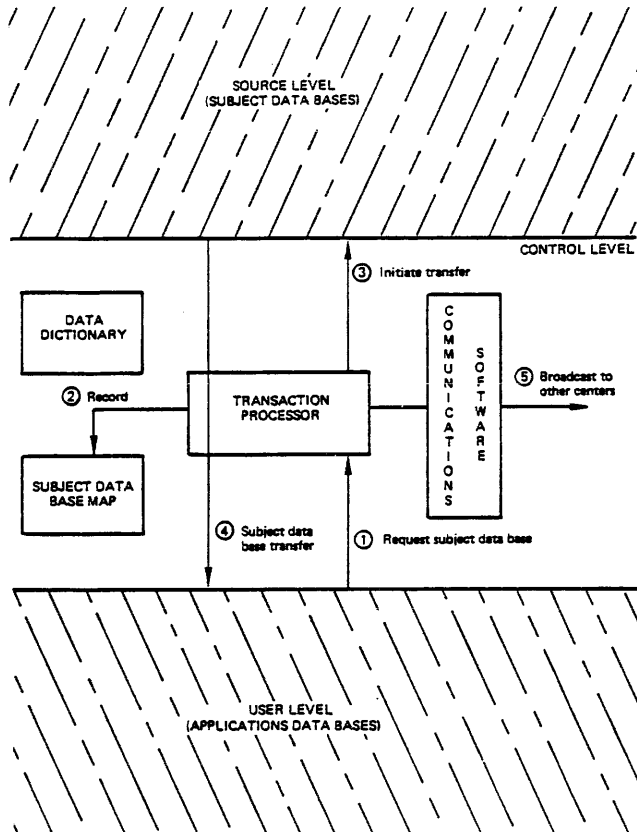 SOURCE LEVEL
(SUBJECT DATA BASES)
CONTROL LEVEL
③ Initiate transfer
DATA
DICTIONARY
COMMUNICATIONS
SOFTWARE
② Record
TRANSACTION
PROCESSOR
⑤ Broadcast to
other centers
SUBJECT DATA
BASE MAP
④ Subject data
base transfer
① Request subject data base
USER LEVEL
(APPLICATIONS DATA BASES)